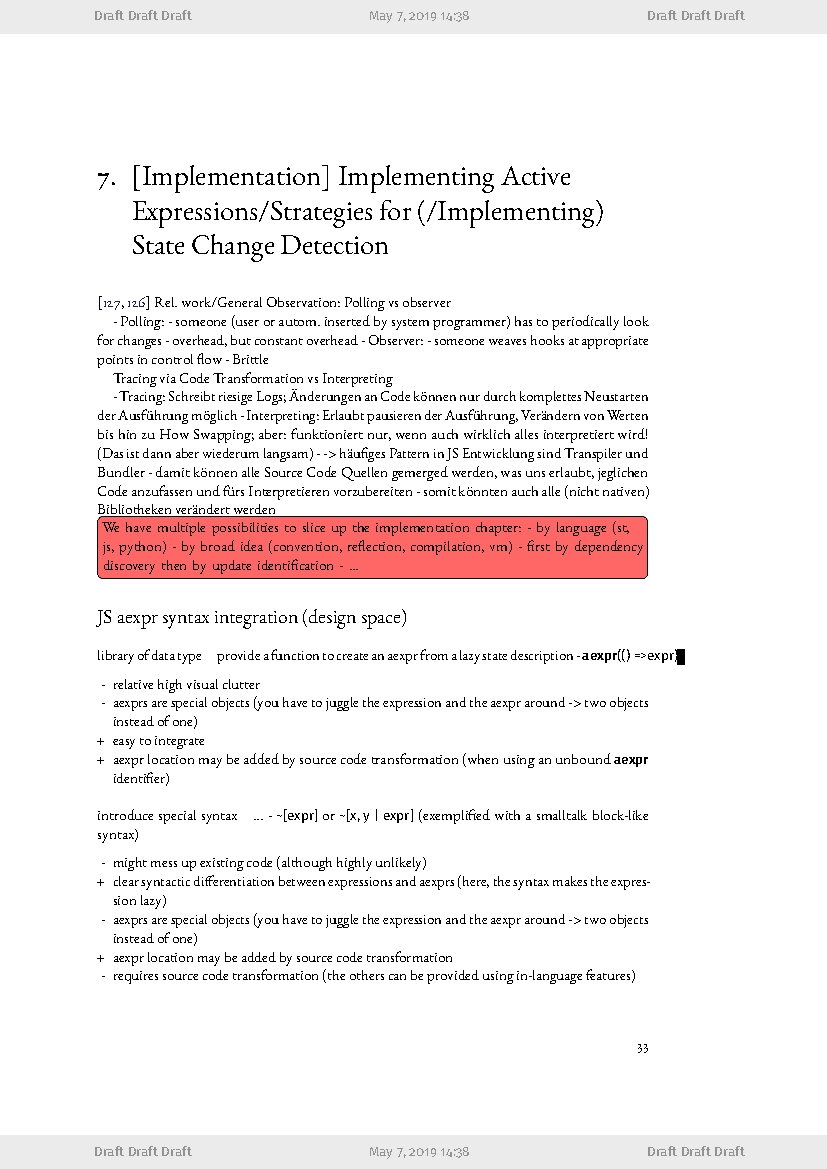 Draft Draft Draft May 7, 2019 14:38 Draft Draft Draft
7. [Implementation] Implementing Active
Expressions/Strategies for (/Implementing)
State Change Detection
[127, 126] Rel. work/General Observation: Polling vs observer
- Polling: - someone (user or autom. inserted by system programmer) has to periodically look
for changes - overhead, but constant overhead - Observer: - someone weaves hooks at appropriate
points in control flow - Brittle
Tracing via Code Transformation vs Interpreting
- Tracing: Schreibt riesige Logs; Änderungen an Code können nur durch komplettes Neustarten
der Ausführung möglich - Interpreting: Erlaubt pausieren der Ausführung, Verändern von Werten
bis hin zu How Swapping; aber: funktioniert nur, wenn auch wirklich alles interpretiert wird!
(Das ist dann aber wiederum langsam) - -> häufiges Pattern in JS Entwicklung sind Transpiler und
Bundler - damit können alle Source Code Quellen gemerged werden, was uns erlaubt, jeglichen
Code anzufassen und fürs Interpretieren vorzubereiten - somit könnten auch alle (nicht nativen)
Bibliotheken verändert werden
We have multiple possibilities to slice up the implementation chapter: - by language (st,
js, python) - by broad idea (convention, reflection, compilation, vm) - first by dependency
discovery then by update identification - ...
JS aexpr syntax integration (design space)
library of data type provide a function to create an aexpr from a lazy state description - aexpr(() =>expr)
- relative high visual clutter
- aexprs are special objects (you have to juggle the expression and the aexpr around -> two objects
instead of one)
+ easy to integrate
+ aexpr location may be added by source code transformation (when using an unbound aexpr
identifier)
introduce special syntax ... - ~[expr] or ~[x, y | expr] (exemplified with a smalltalk block-like
syntax)
- might mess up existing code (although highly unlikely)
+ clear syntactic differentiation between expressions and aexprs (here, the syntax makes the expres-
sion lazy)
- aexprs are special objects (you have to juggle the expression and the aexpr around -> two objects
instead of one)
+ aexpr location may be added by source code transformation
- requires source code transformation (the others can be provided using in-language features)
33
Draft Draft Draft May 7, 2019 14:38 Draft Draft Draft